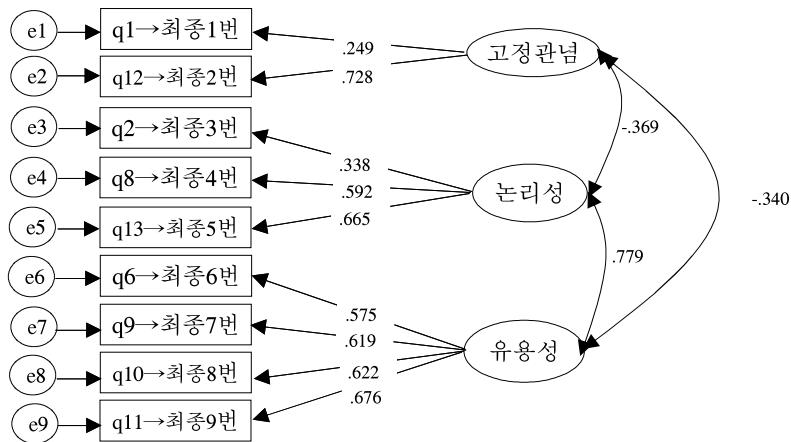 e1 q1→최종1번 .249 고정관념
e2 q12→최종2번 .728
e3 q2→최종3번 -.369
e4 q8→최종4번 .338 논리성 -.340
.592
e5 q13→최종5번 .665
e6 q6→최종6번 .779
e7 q9→최종7번 .575 유용성
.619
e8 q10→최종8번 .622
e9 q11→최종9번 .676